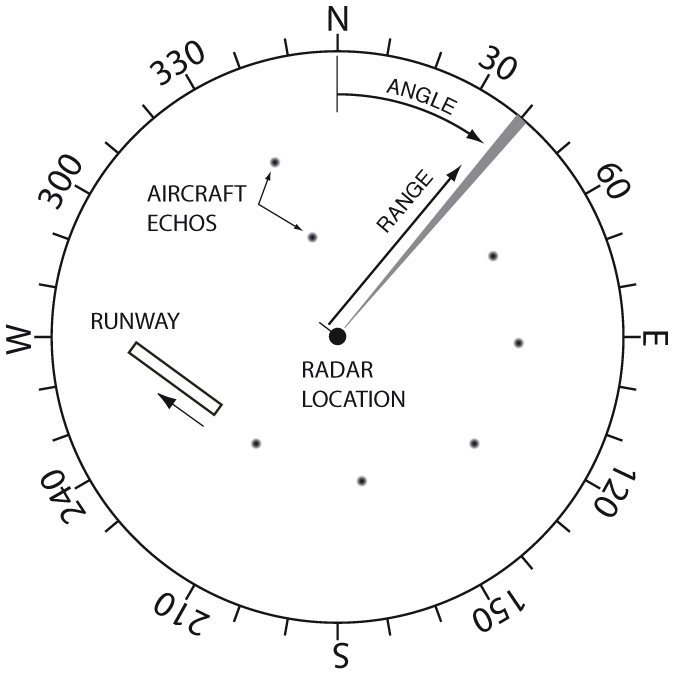 N
30
60
E
120
150
S
210
240
W
300
330
ANGLE
RANGE
AIRCRAFT
ECHOS
RUNWAY
RADAR
LOCATION